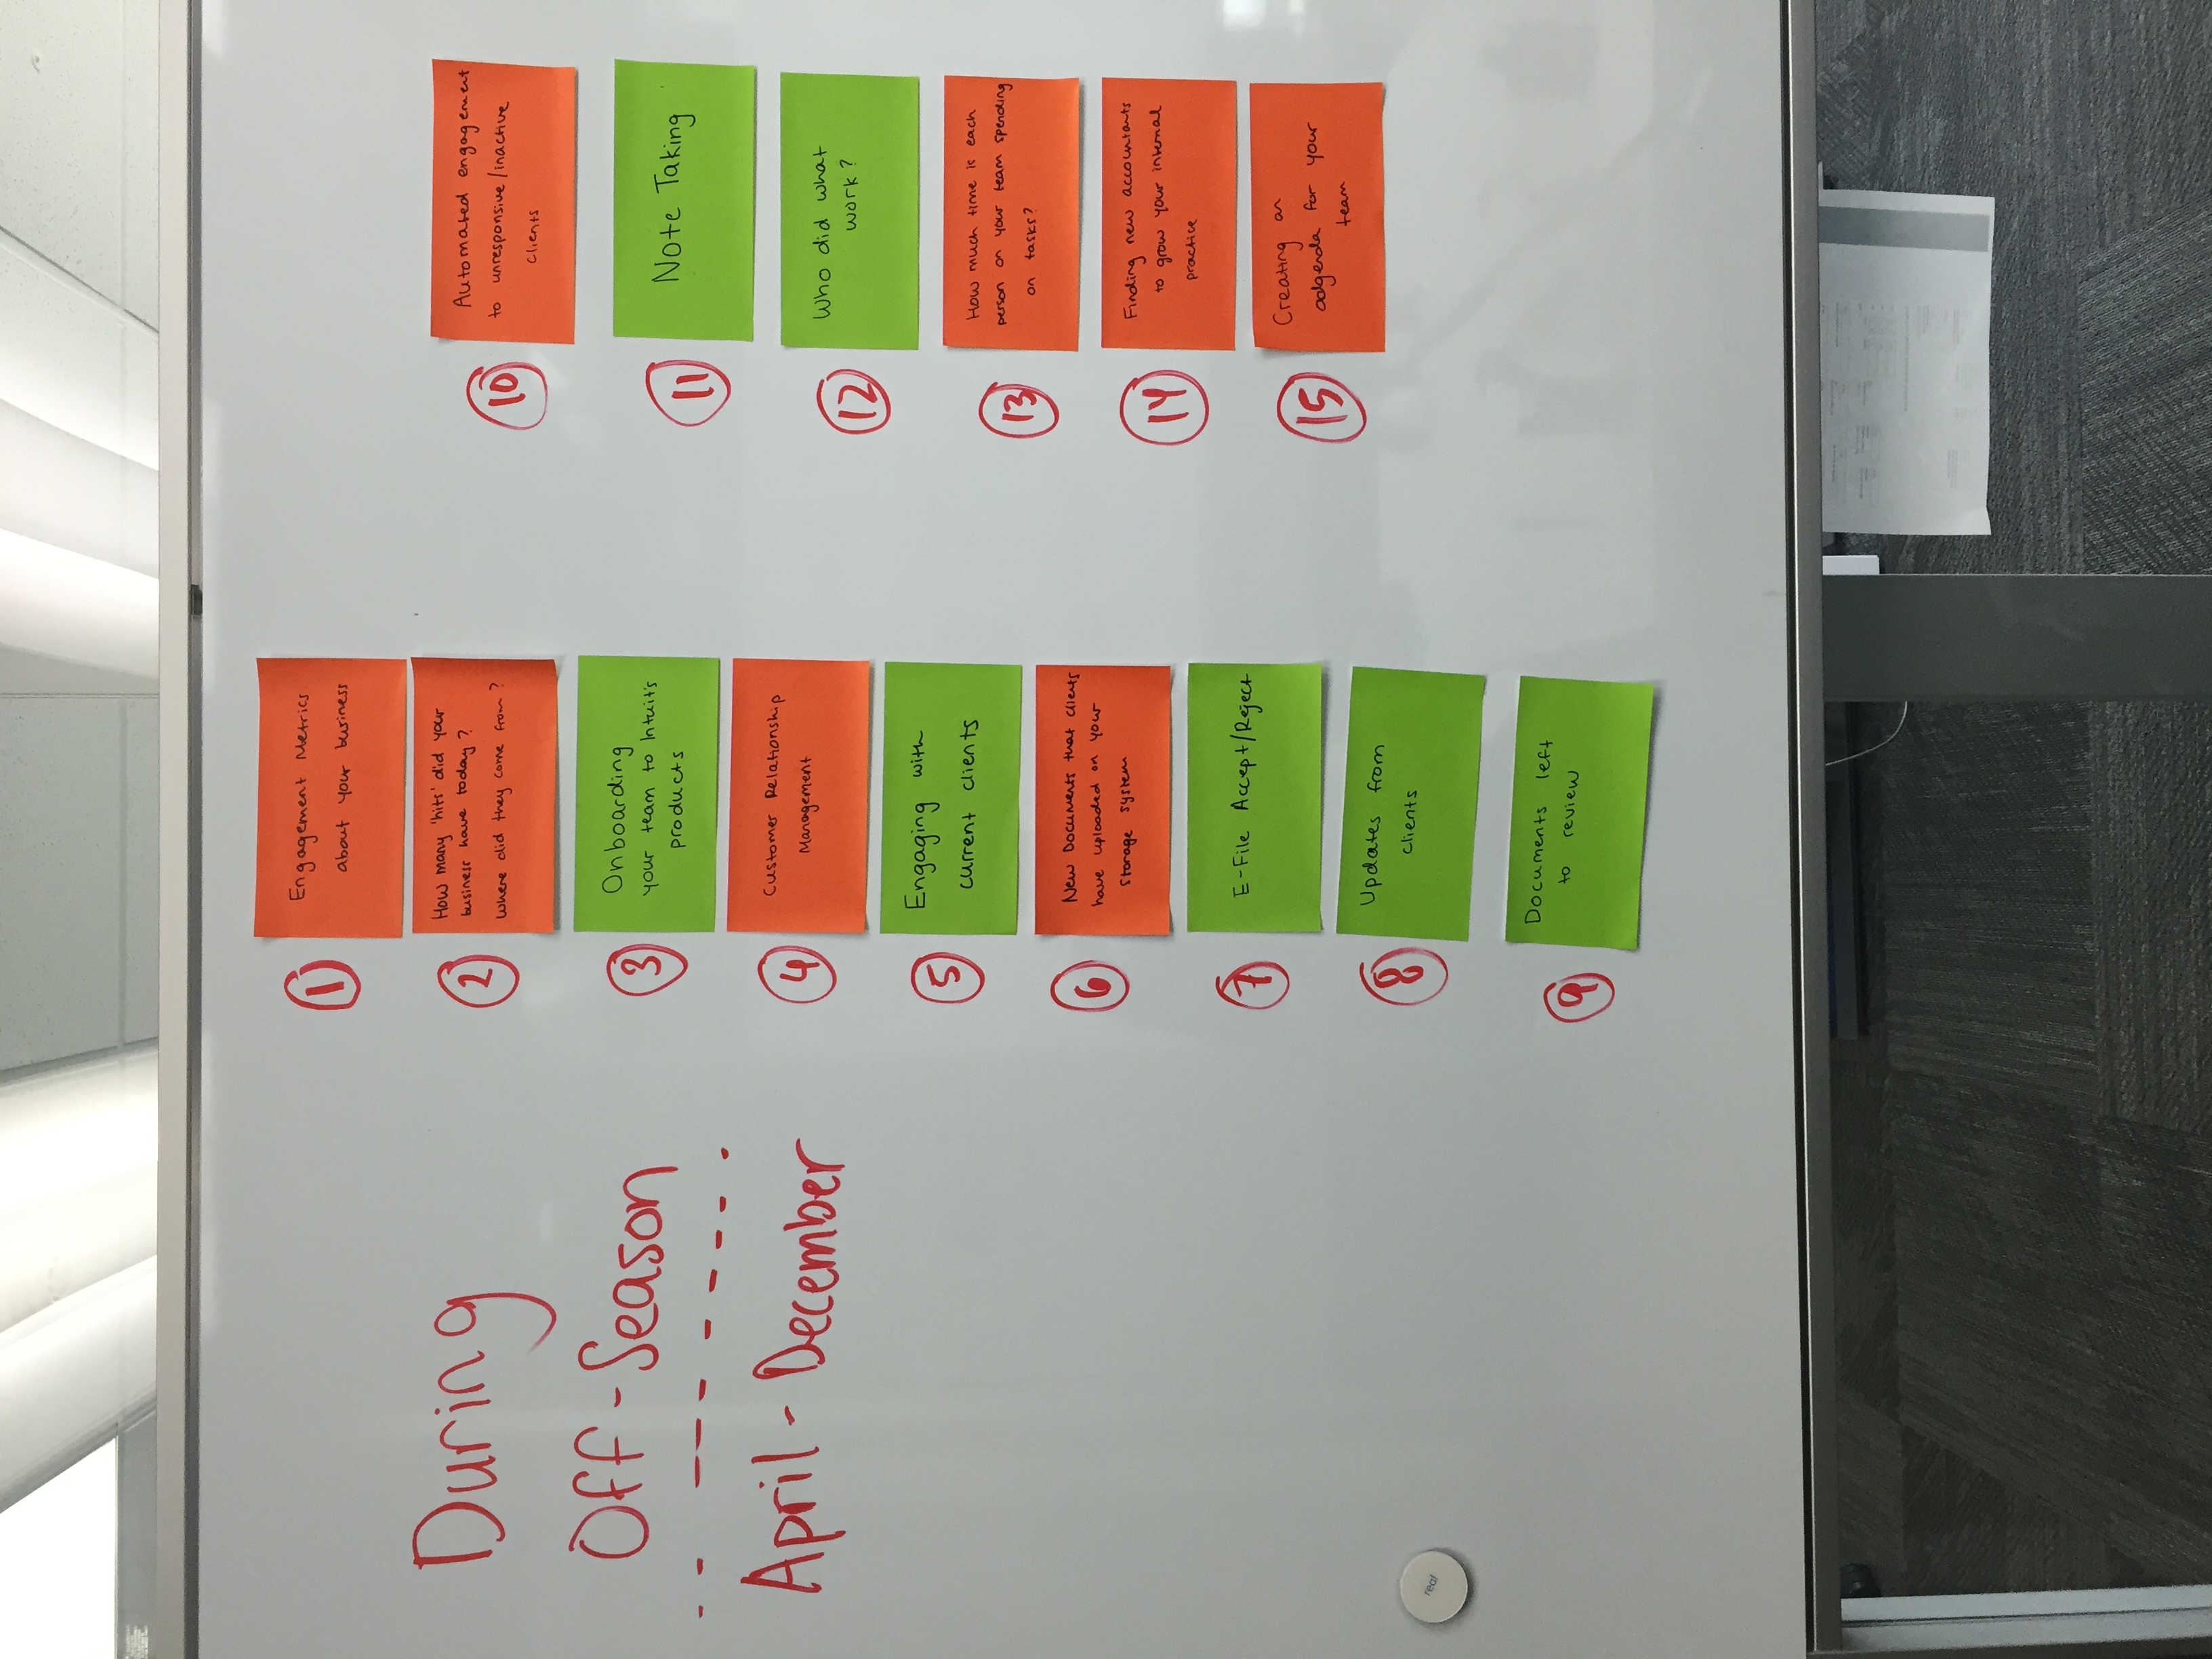 During
Off-Season
April - December
1
Engagement Metrics
about your business
2
How many 'hits' did your
business have today?
Where did they come from?
3
Onboarding
your team to Intuit's
products
4
Customer Relationship
Management
5
Engaging with
current clients
6
New Documents that clients
have uploaded on your
storage system
7
E-File Accept/Reject
8
Updates from
clients
9
Documents left
to review
10
Automated engagement
to unresponsive/inactive
clients
11
Note Taking
12
Who did what
work?
13
How much time is each
person on your team spending
on tasks?
14
Finding new accountants
to grow your internal
practice
15
Creating an
adgenda for your
team
real